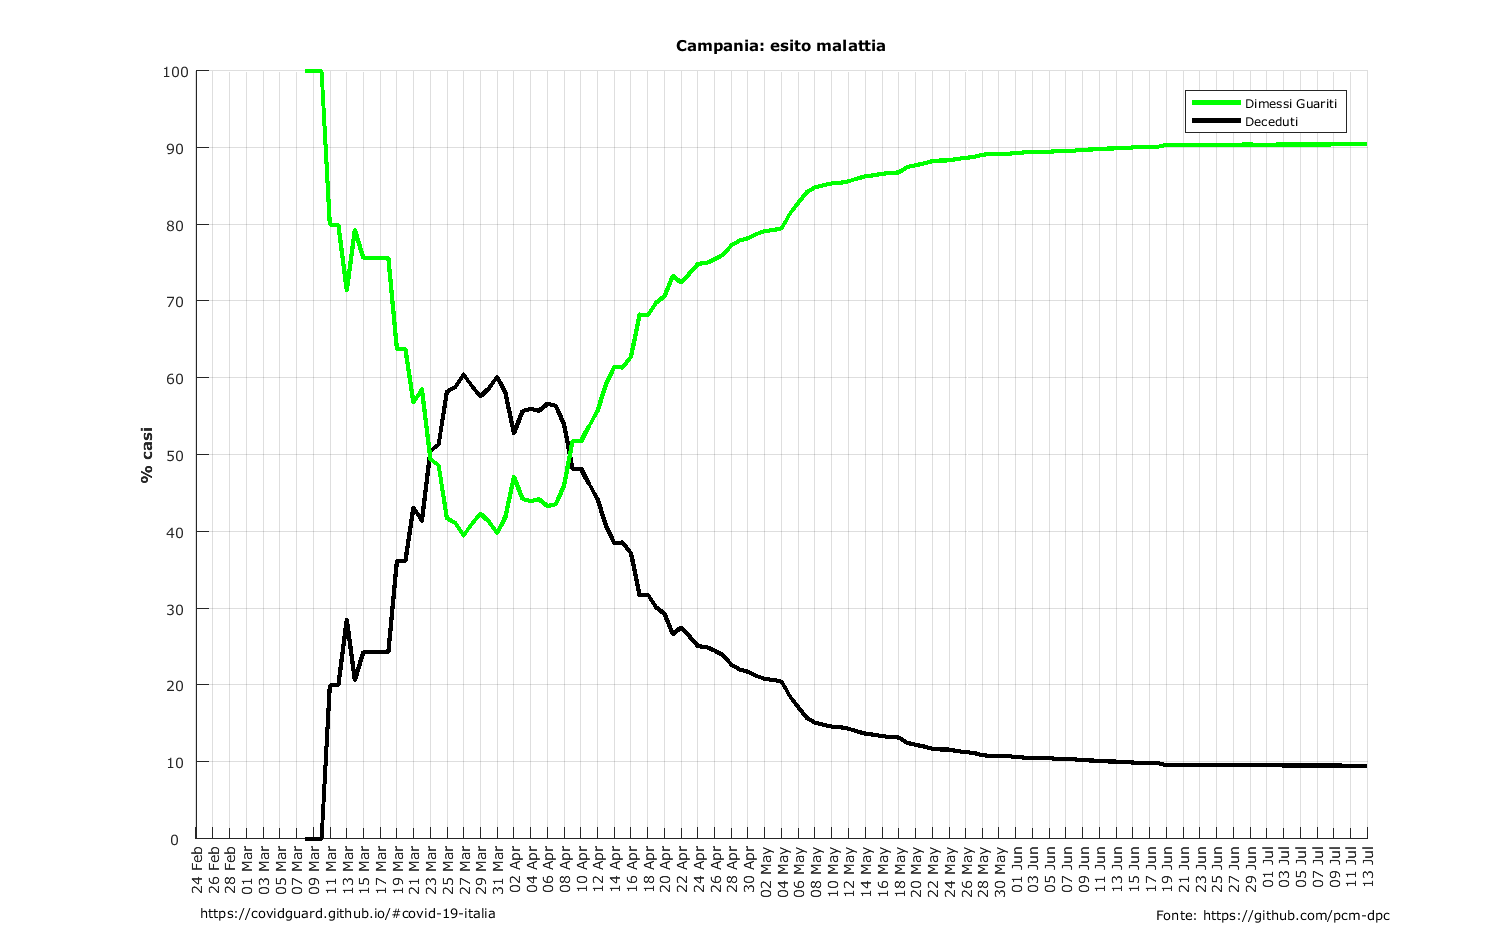 Campania: esito malattia
Dimessi Guariti
Deceduti
% casi
100
90
80
70
60
50
40
30
20
10
0
24 Feb
26 Feb
28 Feb
01 Mar
03 Mar
05 Mar
07 Mar
09 Mar
11 Mar
13 Mar
15 Mar
17 Mar
19 Mar
21 Mar
23 Mar
25 Mar
27 Mar
29 Mar
31 Mar
02 Apr
04 Apr
06 Apr
08 Apr
10 Apr
12 Apr
14 Apr
16 Apr
18 Apr
20 Apr
22 Apr
24 Apr
26 Apr
28 Apr
30 Apr
02 May
04 May
06 May
08 May
10 May
12 May
14 May
16 May
18 May
20 May
22 May
24 May
26 May
28 May
30 May
01 Jun
03 Jun
05 Jun
07 Jun
09 Jun
11 Jun
13 Jun
15 Jun
17 Jun
19 Jun
21 Jun
23 Jun
25 Jun
27 Jun
29 Jun
01 Jul
03 Jul
05 Jul
07 Jul
09 Jul
11 Jul
13 Jul
https://covidguard.github.io/#covid-19-italia
Fonte: https://github.com/pcm-dpc